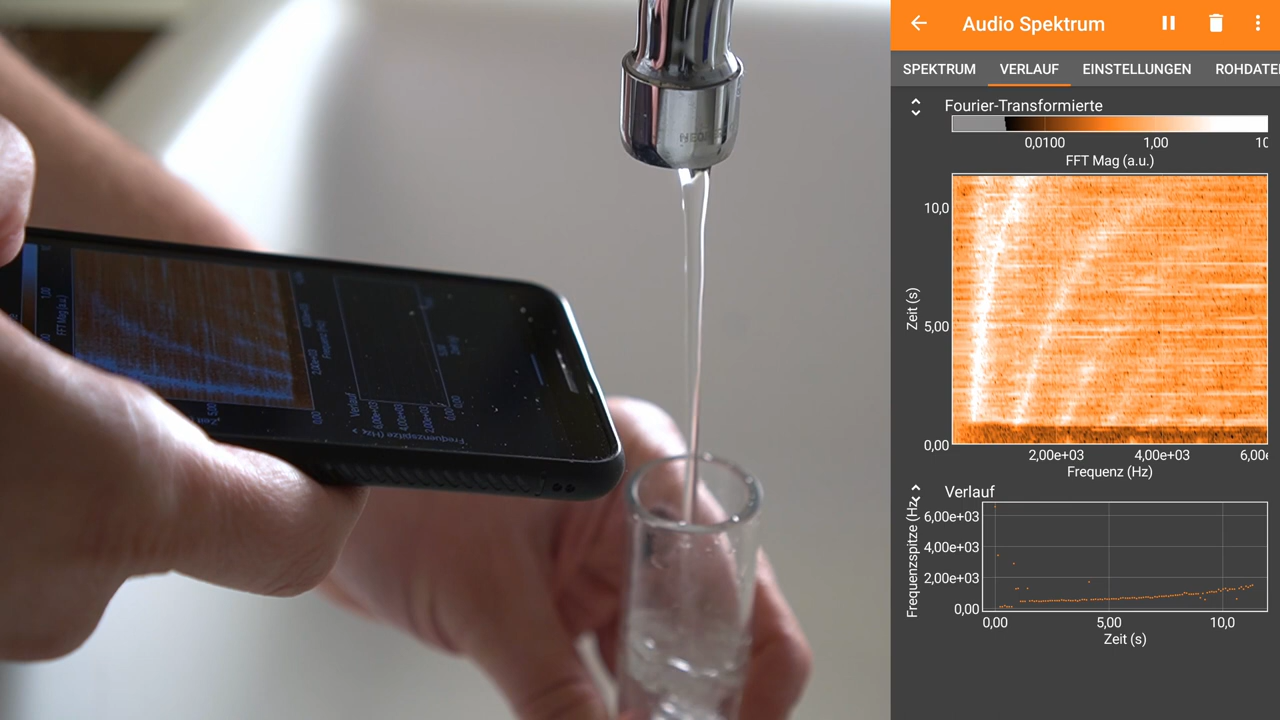 Audio Spektrum
SPEKTRUM VERLAUF EINSTELLUNGEN ROHDATE
Fourier-Transformierte
0,0100 1,00 10
FFT Mag (a.u.)
10,0
5,00
0,00
Zeit (s)
2,00e+03 4,00e+03 6,00e
Frequenz (Hz)
Verlauf
6,00e+03
4,00e+03
2,00e+03
0,00
Frequenzspitze (Hz
0,00 5,00 10,0
Zeit (s)